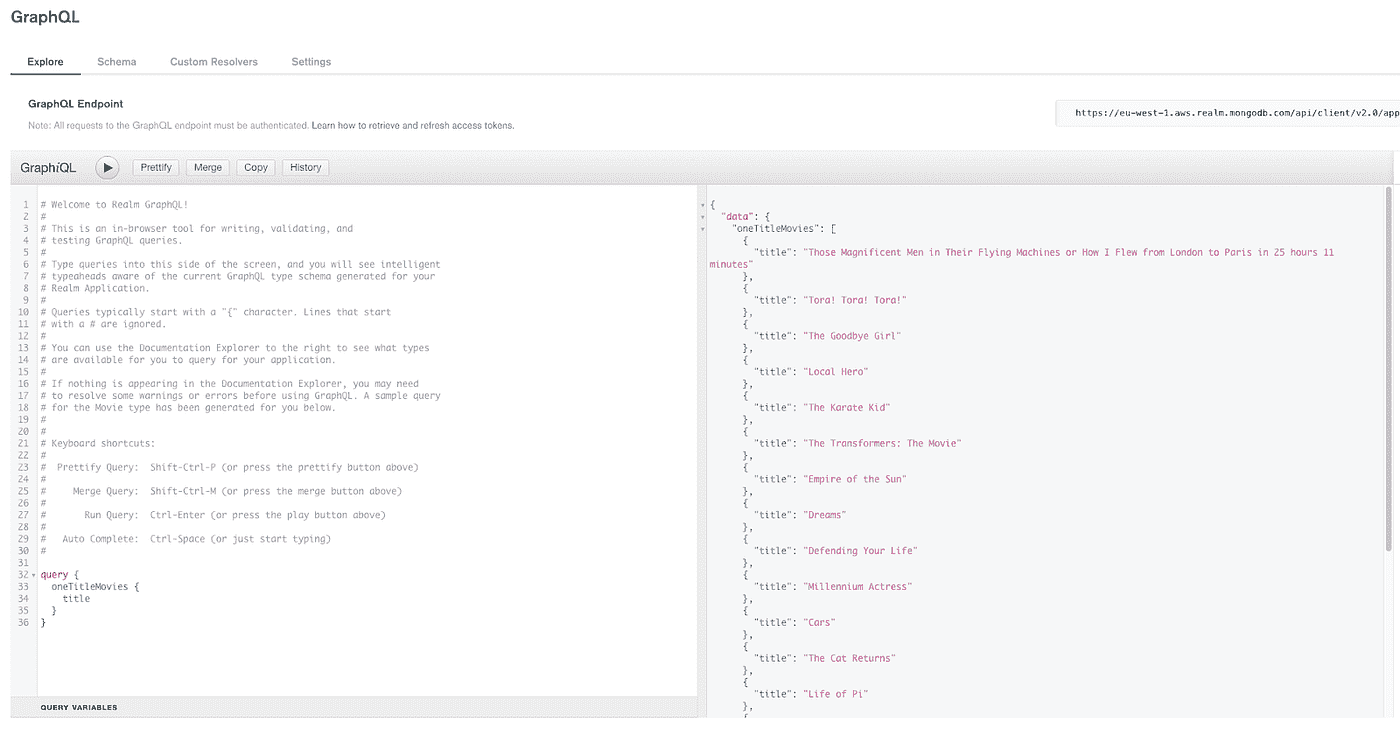 GraphQL
Explore Schema Custom Resolvers Settings
GraphQL Endpoint
Note: All requests to the GraphQL endpoint must be authenticated. Learn how to retrieve and refresh access tokens.
https://eu-west-1.aws.realm.mongodb.com/api/client/v2.0/app
GraphiQL Prettify Merge Copy History
1 # Welcome to Realm GraphQL!
2 #
3 # This is an in-browser tool for writing, validating, and
4 # testing GraphQL queries.
5 #
6 # Type queries into this side of the screen, and you will see intelligent
7 # typeaheads aware of the current GraphQL type schema generated for your
8 # Realm Application.
9 #
10 # Queries typically start with a "{" character. Lines that start
11 # with a # are ignored.
12 #
13 # You can use the Documentation Explorer to the right to see what types
14 # are available for you to query for your application.
15 #
16 # If nothing is appearing in the Documentation Explorer, you may need
17 # to resolve some warnings or errors before using GraphQL. A sample query
18 # for the Movie type has been generated for you below.
19 #
20 #
21 # Keyboard shortcuts:
22 #
23 #  Prettify Query:  Shift-Ctrl-P (or press the prettify button above)
24 #
25 #     Merge Query:  Shift-Ctrl-M (or press the merge button above)
26 #
27 #       Run Query:  Ctrl-Enter (or press the play button above)
28 #
29 #   Auto Complete:  Ctrl-Space (or just start typing)
30 #
31
32 query {
33   oneTitleMovies {
34     title
35   }
36 }
QUERY VARIABLES
{
  "data": {
    "oneTitleMovies": [
      {
        "title": "Those Magnificent Men in Their Flying Machines or How I Flew from London to Paris in 25 hours 11
minutes"
      },
      {
        "title": "Tora! Tora! Tora!"
      },
      {
        "title": "The Goodbye Girl"
      },
      {
        "title": "Local Hero"
      },
      {
        "title": "The Karate Kid"
      },
      {
        "title": "The Transformers: The Movie"
      },
      {
        "title": "Empire of the Sun"
      },
      {
        "title": "Dreams"
      },
      {
        "title": "Defending Your Life"
      },
      {
        "title": "Millennium Actress"
      },
      {
        "title": "Cars"
      },
      {
        "title": "The Cat Returns"
      },
      {
        "title": "Life of Pi"
      },
      {